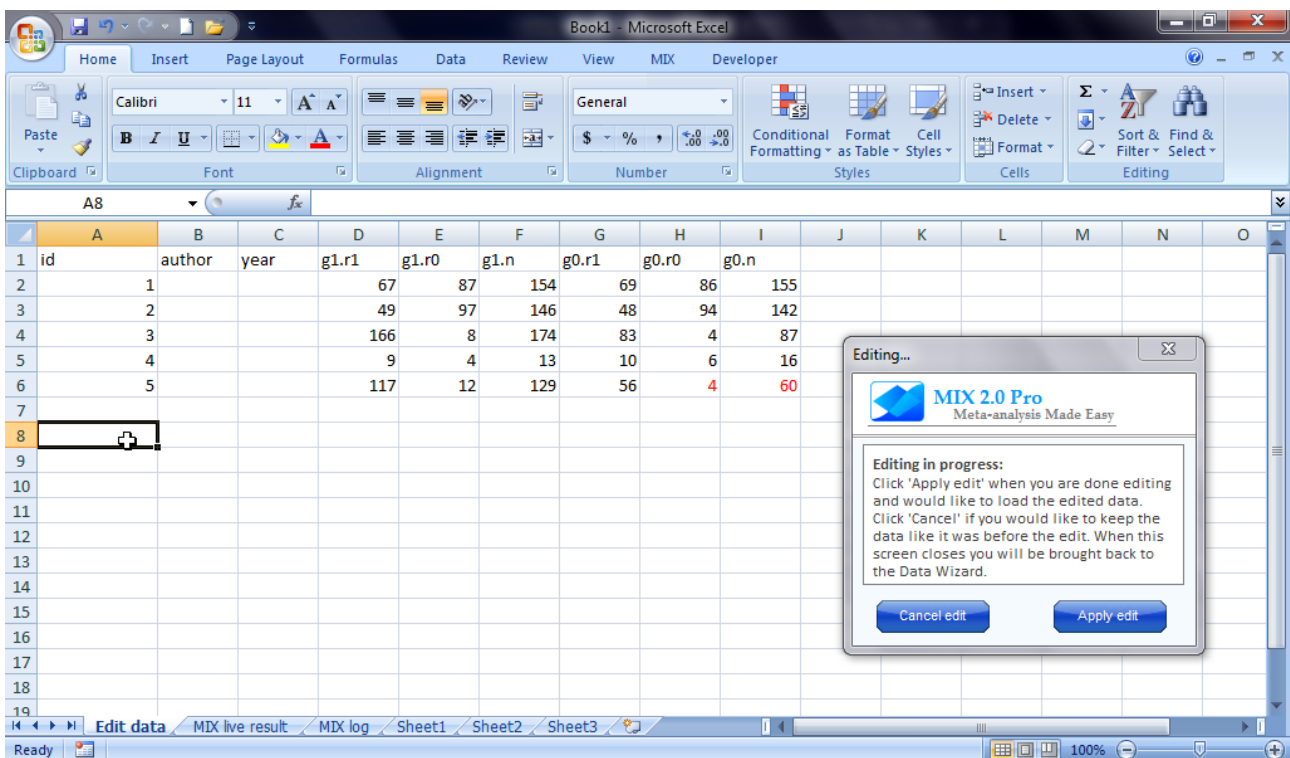 Book1 - Microsoft Excel
Home Insert Page Layout Formulas Data Review View MIX Developer
Calibri 11 A A General Insert Σ
Paste Delete
B I U A $ % , .0 .00 .00 .0 Conditional Format Cell Format Sort & Find &
Formatting as Table Styles Filter Select
Clipboard Font Alignment Number Styles Cells Editing
A8 fx
A B C D E F G H I J K L M N O
1 id author year g1.r1 g1.r0 g1.n g0.r1 g0.r0 g0.n
2 1 67 87 154 69 86 155
3 2 49 97 146 48 94 142
4 3 166 8 174 83 4 87
5 4 9 4 13 10 6 16
6 5 117 12 129 56 4 60
7
8
9
10
11
12
13
14
15
16
17
18
19
Editing...
MIX 2.0 Pro
Meta-analysis Made Easy
Editing in progress:
Click 'Apply edit' when you are done editing
and would like to load the edited data.
Click 'Cancel' if you would like to keep the
data like it was before the edit. When this
screen closes you will be brought back to
the Data Wizard.
Cancel edit Apply edit
Edit data MIX live result MIX log Sheet1 Sheet2 Sheet3
Ready 100%